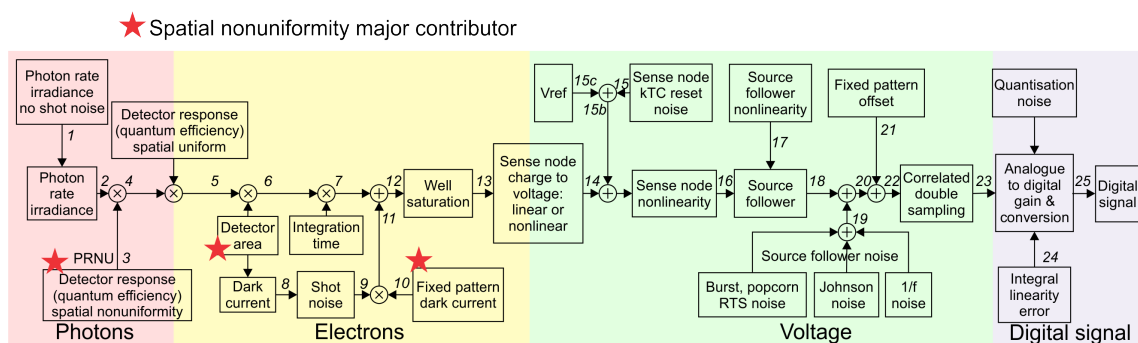 Spatial nonuniformity major contributor
Photon rate
irradiance
no shot noise
1
Photon rate
irradiance
2
4
PRNU
3
Detector response
(quantum efficiency)
spatial nonuniformity
Photons
Detector response
(quantum efficiency)
spatial uniform
5
6
7
12
Detector
area
Integration
time
11
Dark
current
8
Shot
noise
9
10
Fixed pattern
dark current
Well
saturation
13
Electrons
Sense node
charge to
voltage:
linear or
nonlinear
14
Vref
15c
15
15b
Sense node
kTC reset
noise
Sense node
nonlinearity
16
Source
follower
nonlinearity
17
Source
follower
18
Fixed pattern
offset
21
20
22
19
Source follower noise
Burst, popcorn
RTS noise
Johnson
noise
1/f
noise
Correlated
double
sampling
23
Voltage
Quantisation
noise
Analogue
to digital
gain &
conversion
25
Digital
signal
24
Integral
linearity
error
Digital signal